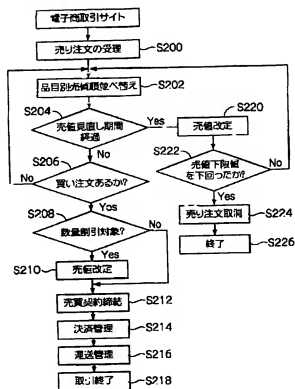 電子商取引サイト
売り注文の受理
S200
品目別売値順並べ替え
S202
S204
売値見直し期間
経過
Yes
No
S220
売値改定
S222
売値下限値
を下回ったか?
No
Yes
売り注文取消
S224
終了
S226
S206
買い注文あるか?
No
Yes
S208
数量割引対象?
No
Yes
S210
売値改定
売買契約締結
S212
決済管理
S214
運送管理
S216
取引終了
S218